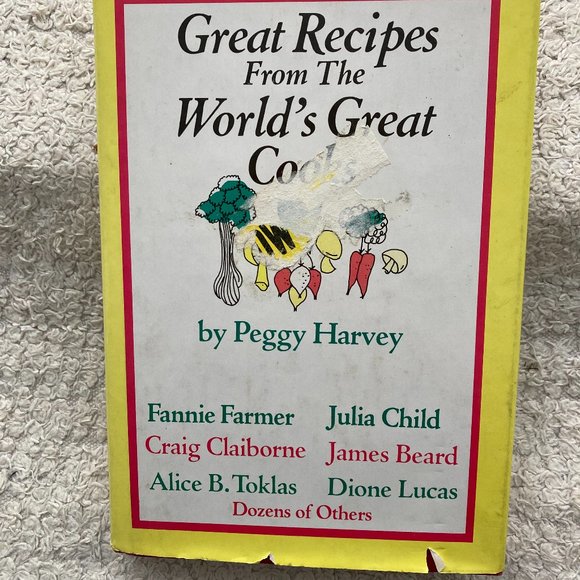 Great Recipes
From The
World's Great
by Peggy Harvey
Fannie Farmer Julia Child
Craig Claiborne James Beard
Alice B. Toklas Dione Lucas
Dozens of Others